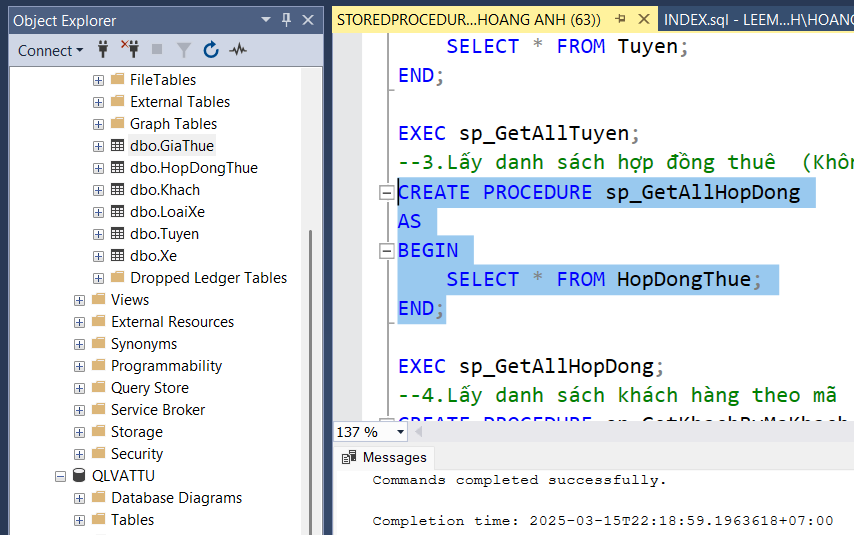 Object Explorer
Connect
FileTables
External Tables
Graph Tables
dbo.GiaThue
dbo.HopDongThue
dbo.Khach
dbo.LoaiXe
dbo.Tuyen
dbo.Xe
Dropped Ledger Tables
Views
External Resources
Synonyms
Programmability
Query Store
Service Broker
Storage
Security
QLVATTU
Database Diagrams
Tables
STOREDPROCEDUR...HOANG ANH (63))
INDEX.sql - LEEM...H\HOANG
SELECT * FROM Tuyen;
END;
EXEC sp_GetAllTuyen;
--3.Lấy danh sách hợp đồng thuê (Khôn
CREATE PROCEDURE sp_GetAllHopDong
AS
BEGIN
SELECT * FROM HopDongThue;
END;
EXEC sp_GetAllHopDong;
--4.Lấy danh sách khách hàng theo mã
CREATE PROCEDURE sp_GetKhachByMaKhach
137 %
Messages
Commands completed successfully.
Completion time: 2025-03-15T22:18:59.1963618+07:00